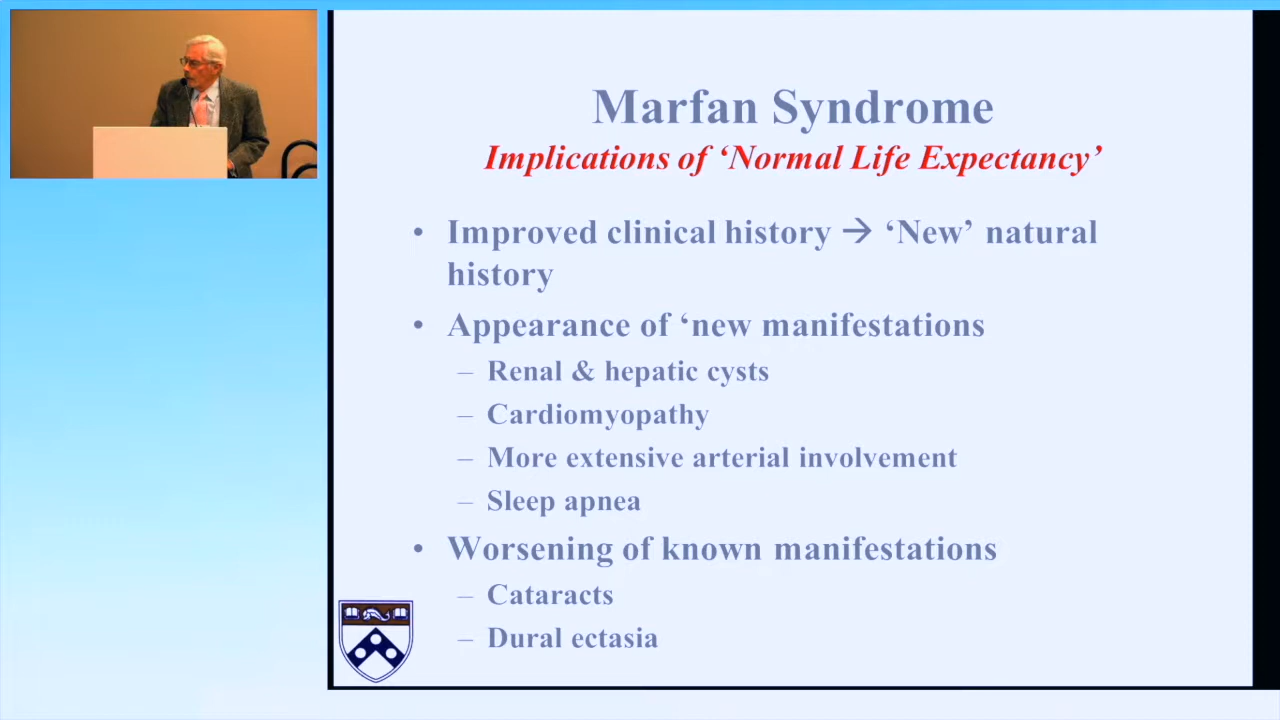 Marfan Syndrome
Implications of ‘Normal Life Expectancy’
• Improved clinical history → ‘New’ natural
history
• Appearance of ‘new manifestations
– Renal & hepatic cysts
– Cardiomyopathy
– More extensive arterial involvement
– Sleep apnea
• Worsening of known manifestations
– Cataracts
– Dural ectasia